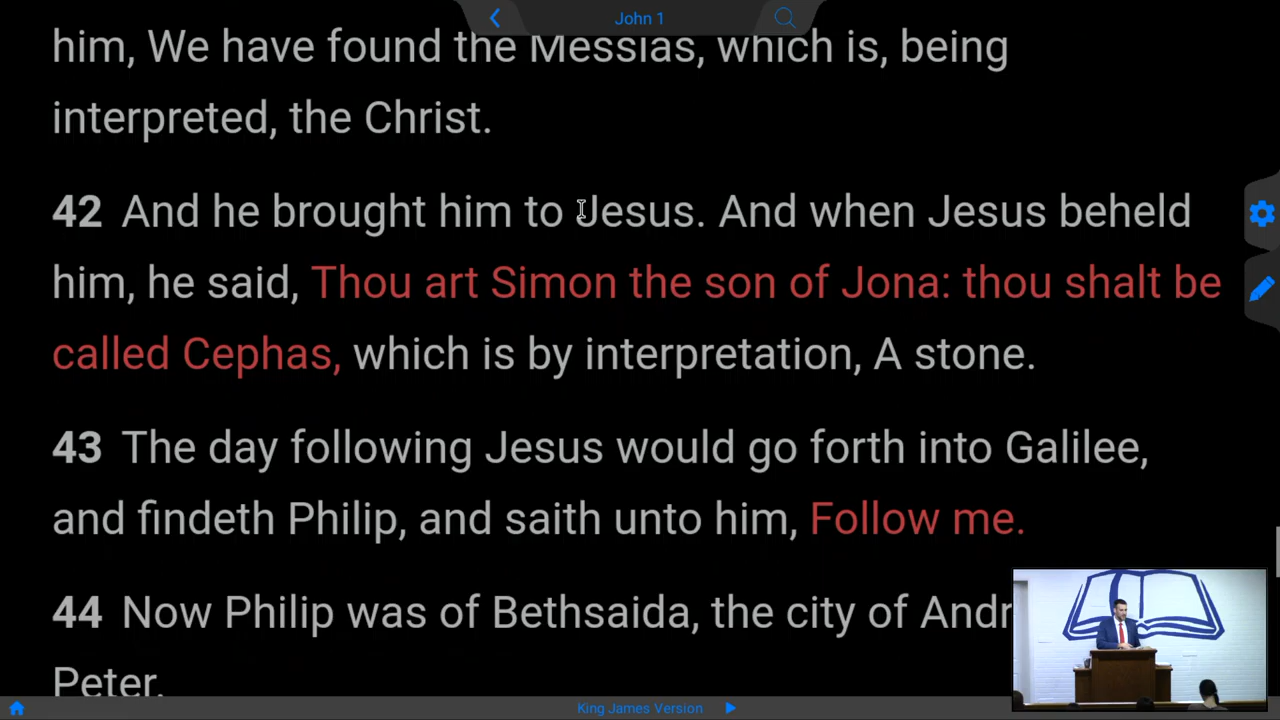 John 1
him, We have found the Messias, which is, being
interpreted, the Christ.
42 And he brought him to Jesus. And when Jesus beheld
him, he said, Thou art Simon the son of Jona: thou shalt be
called Cephas, which is by interpretation, A stone.
43 The day following Jesus would go forth into Galilee,
and findeth Philip, and saith unto him, Follow me.
44 Now Philip was of Bethsaida, the city of Andr
Peter.
King James Version